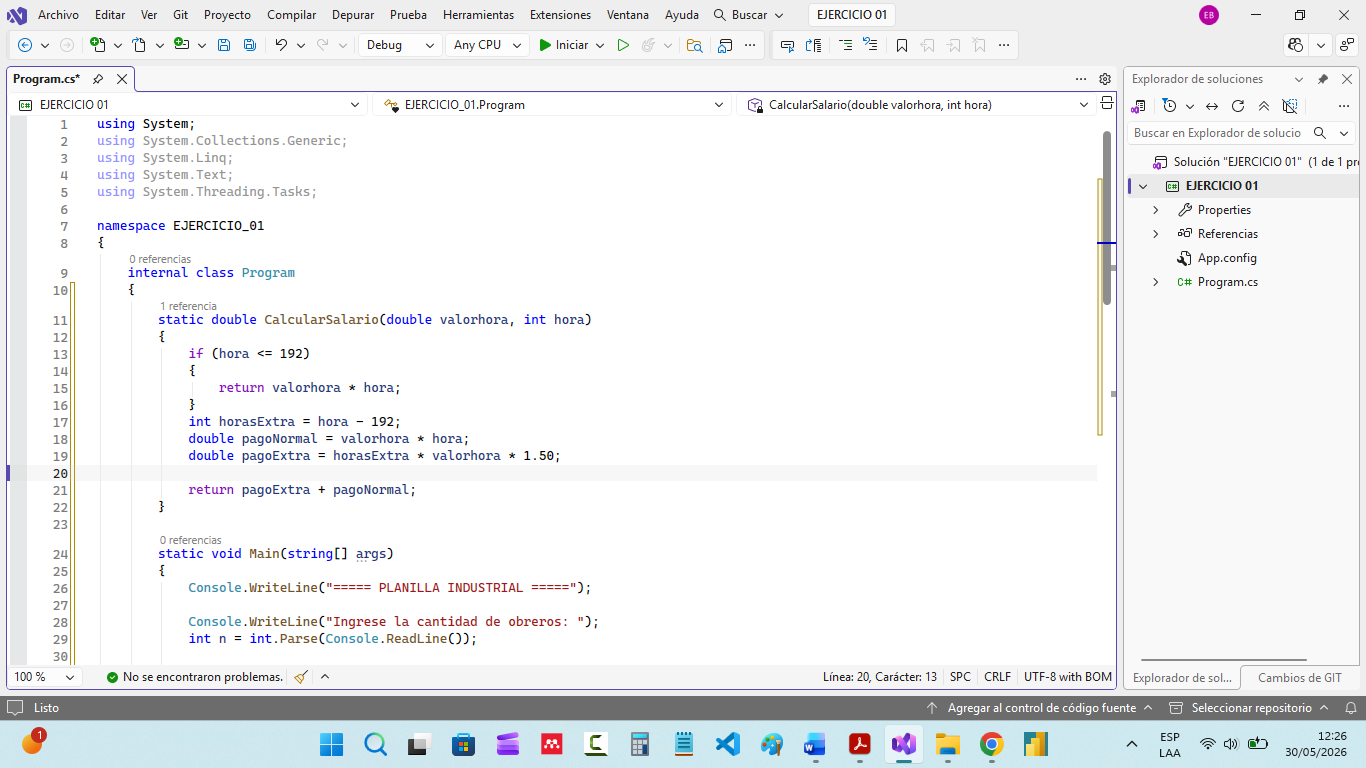 Archivo Editar Ver Git Proyecto Compilar Depurar Prueba Herramientas Extensiones Ventana Ayuda Buscar EJERCICIO 01 EB
Debug Any CPU Iniciar
Program.cs*
EJERCICIO 01 EJERCICIO_01.Program CalcularSalario(double valorhora, int hora)
1 using System;
2 using System.Collections.Generic;
3 using System.Linq;
4 using System.Text;
5 using System.Threading.Tasks;
6
7 namespace EJERCICIO_01
8 {
0 referencias
9 internal class Program
10 {
1 referencia
11 static double CalcularSalario(double valorhora, int hora)
12 {
13 if (hora <= 192)
14 {
15 return valorhora * hora;
16 }
17 int horasExtra = hora - 192;
18 double pagoNormal = valorhora * hora;
19 double pagoExtra = horasExtra * valorhora * 1.50;
20
21 return pagoExtra + pagoNormal;
22 }
23
0 referencias
24 static void Main(string[] args)
25 {
26 Console.WriteLine("===== PLANILLA INDUSTRIAL =====");
27
28 Console.WriteLine("Ingrese la cantidad de obreros: ");
29 int n = int.Parse(Console.ReadLine());
30
100 % No se encontraron problemas. Línea: 20, Carácter: 13 SPC CRLF UTF-8 with BOM
Explorador de soluciones
Buscar en Explorador de solucio
Solución "EJERCICIO 01" (1 de 1 pro
C# EJERCICIO 01
Properties
Referencias
App.config
C# Program.cs
Explorador de sol... Cambios de GIT
Listo Agregar al control de código fuente Seleccionar repositorio
1
ESP
LAA
12:26
30/05/2026